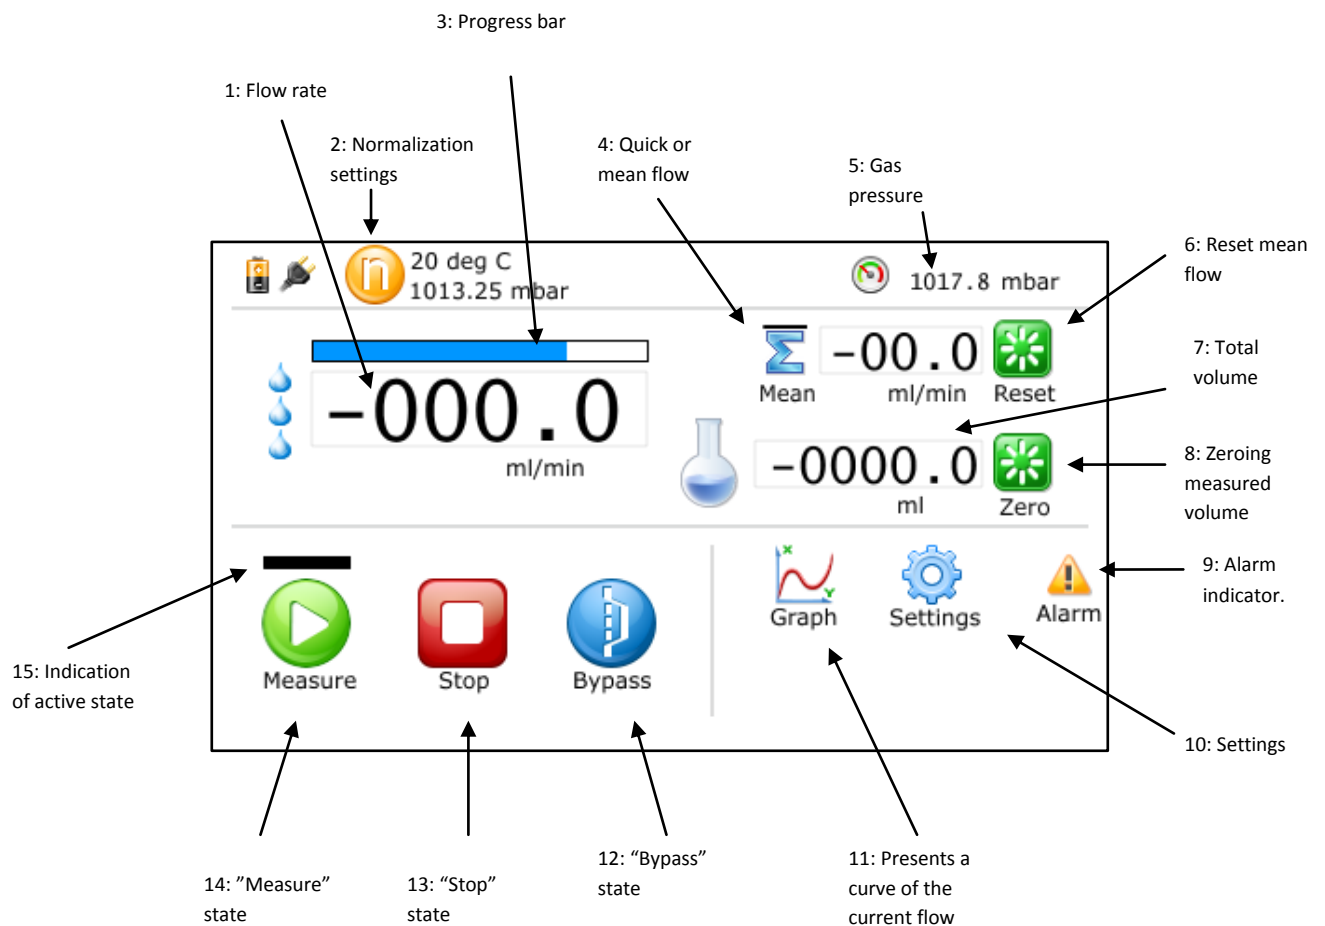 3: Progress bar
1: Flow rate
2: Normalization
settings
4: Quick or
mean flow
5: Gas
pressure
6: Reset mean
flow
n
20 deg C
1013.25 mbar
1017.8 mbar
-00.0
Mean
ml/min
Reset
7: Total
volume
-000.0
ml/min
-0000.0
ml
Zero
8: Zeroing
measured
volume
X
Y
Graph
Settings
Alarm
9: Alarm
indicator.
Measure
Stop
Bypass
15: Indication
of active state
10: Settings
14: ”Measure”
state
13: “Stop”
state
12: “Bypass”
state
11: Presents a
curve of the
current flow